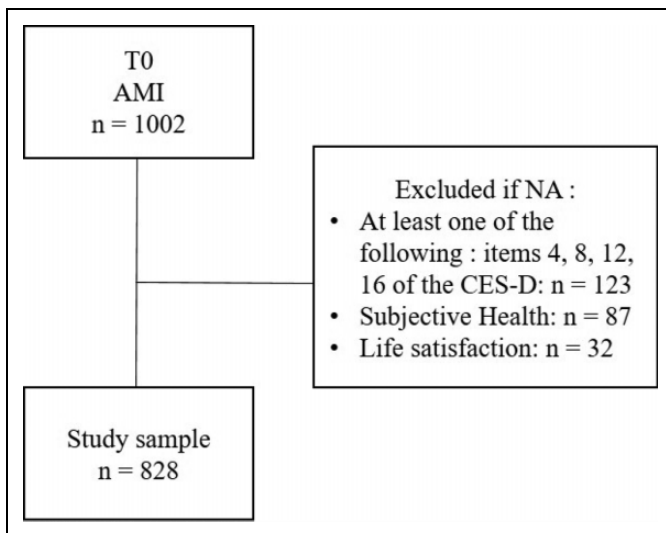 T0
AMI
n = 1002
Excluded if NA :
• At least one of the
following : items 4, 8, 12,
16 of the CES-D: n = 123
• Subjective Health: n = 87
• Life satisfaction: n = 32
Study sample
n = 828